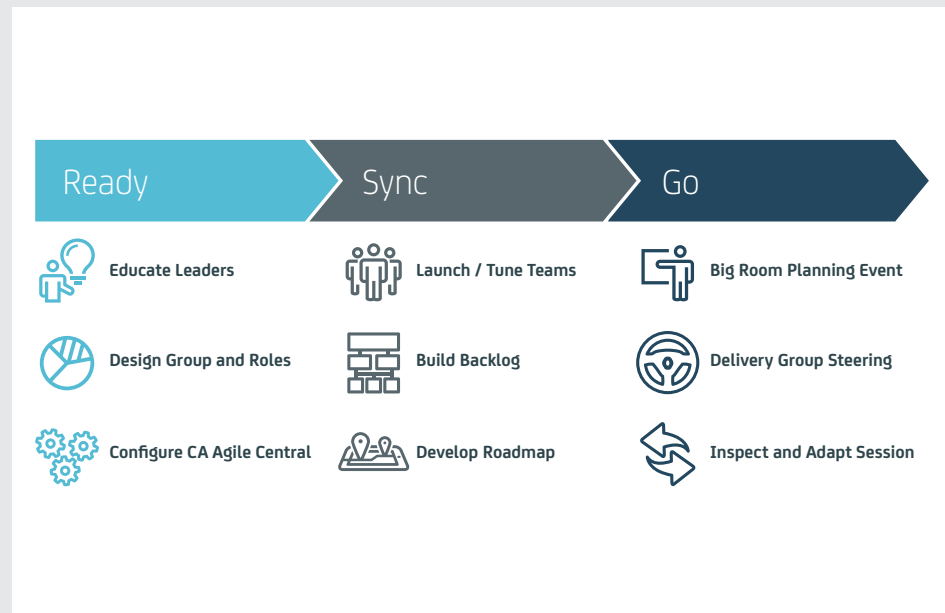 Ready
Sync
Go
Educate Leaders
Launch / Tune Teams
Big Room Planning Event
Design Group and Roles
Build Backlog
Delivery Group Steering
Configure CA Agile Central
Develop Roadmap
Inspect and Adapt Session